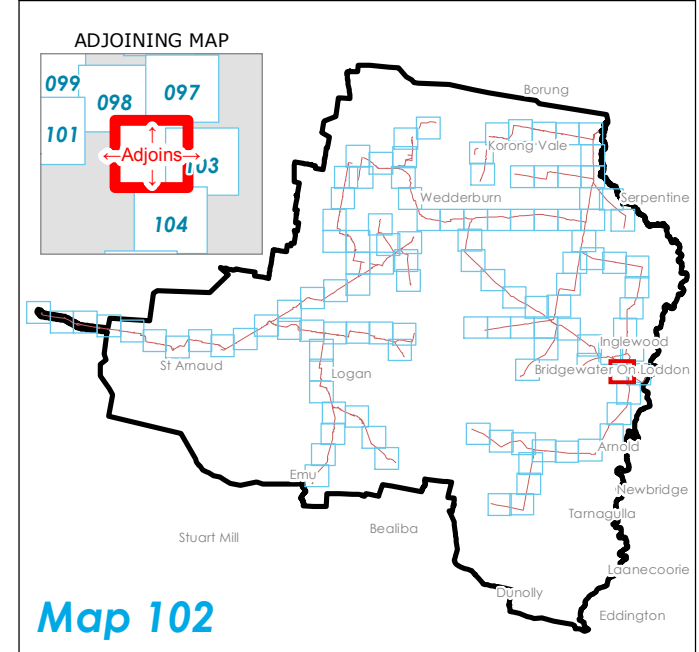 ADJOINING MAP
099
098
097
101
←Adjoins→
103
104
Borung
Korong Vale
Wedderburn
Serpentine
Inglewood
St Arnaud
Bridgewater On Loddon
Logan
Arnold
Emu
Newbridge
Tarnagulla
Bealiba
Stuart Mill
Laanecoorie
Dunolly
Eddington
Map 102